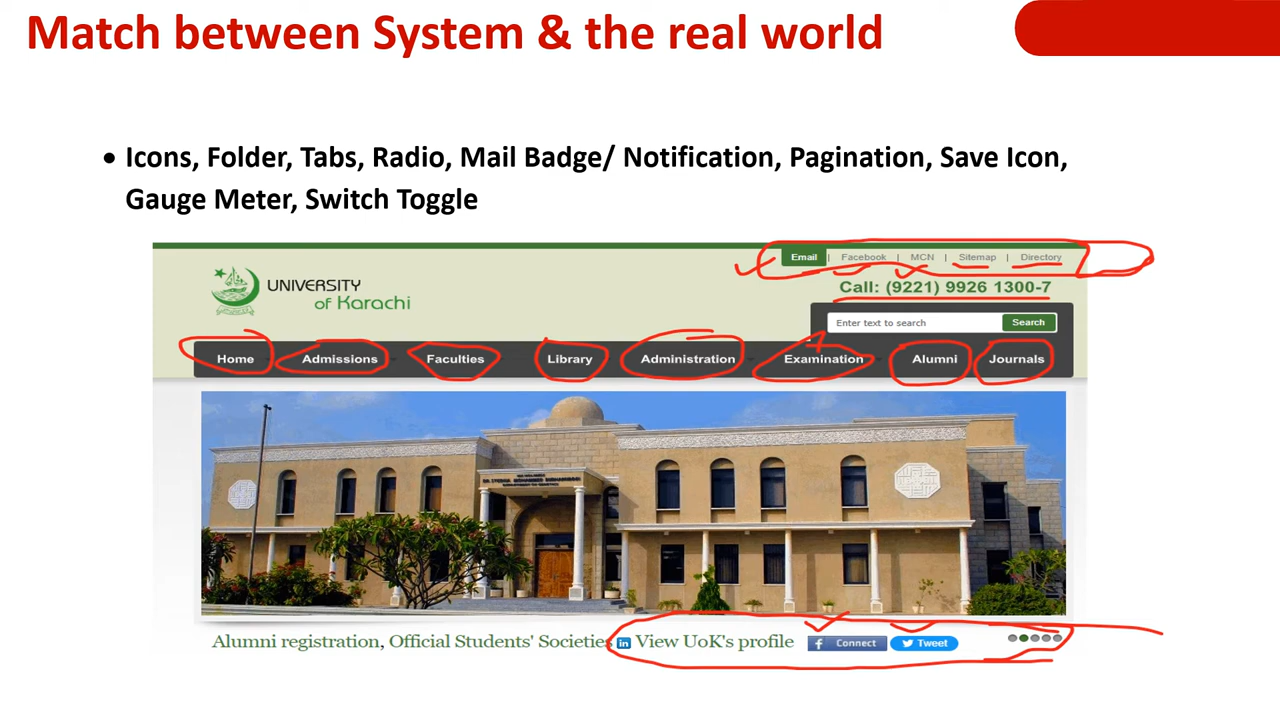 Match between System & the real world
• Icons, Folder, Tabs, Radio, Mail Badge/ Notification, Pagination, Save Icon,
Gauge Meter, Switch Toggle
Email | Facebook | MCN | Sitemap | Directory
UNIVERSITY
of Karachi
Call: (9221) 9926 1300-7
Enter text to search Search
Home Admissions Faculties Library Administration Examination Alumni Journals
Alumni registration, Official Students' Societies in View UoK's profile f Connect Tweet